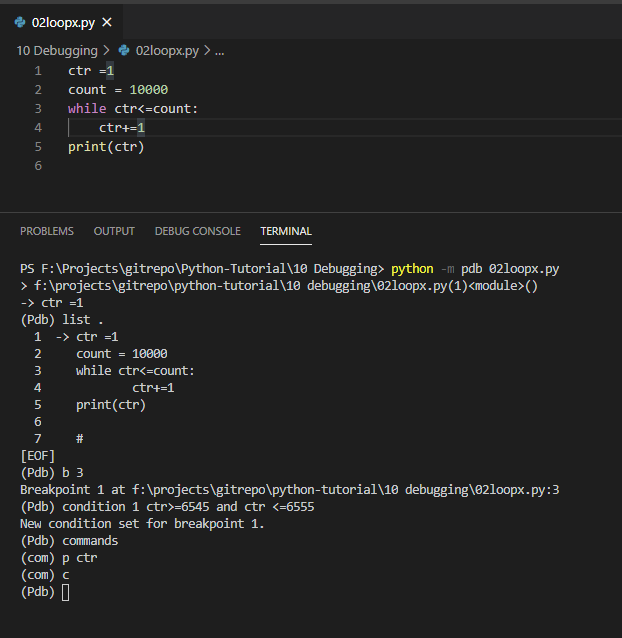 02loopx.py ×
10 Debugging > 02loopx.py > ...
1 ctr =1
2 count = 10000
3 while ctr<=count:
4     ctr+=1
5 print(ctr)
6
PROBLEMS OUTPUT DEBUG CONSOLE TERMINAL
PS F:\Projects\gitrepo\Python-Tutorial\10 Debugging> python -m pdb 02loopx.py
> f:\projects\gitrepo\python-tutorial\10 debugging\02loopx.py(1)<module>()
-> ctr =1
(Pdb) list .
  1  -> ctr =1
  2     count = 10000
  3     while ctr<=count:
  4             ctr+=1
  5     print(ctr)
  6
  7     #
[EOF]
(Pdb) b 3
Breakpoint 1 at f:\projects\gitrepo\python-tutorial\10 debugging\02loopx.py:3
(Pdb) condition 1 ctr>=6545 and ctr <=6555
New condition set for breakpoint 1.
(Pdb) commands
(com) p ctr
(com) c
(Pdb)